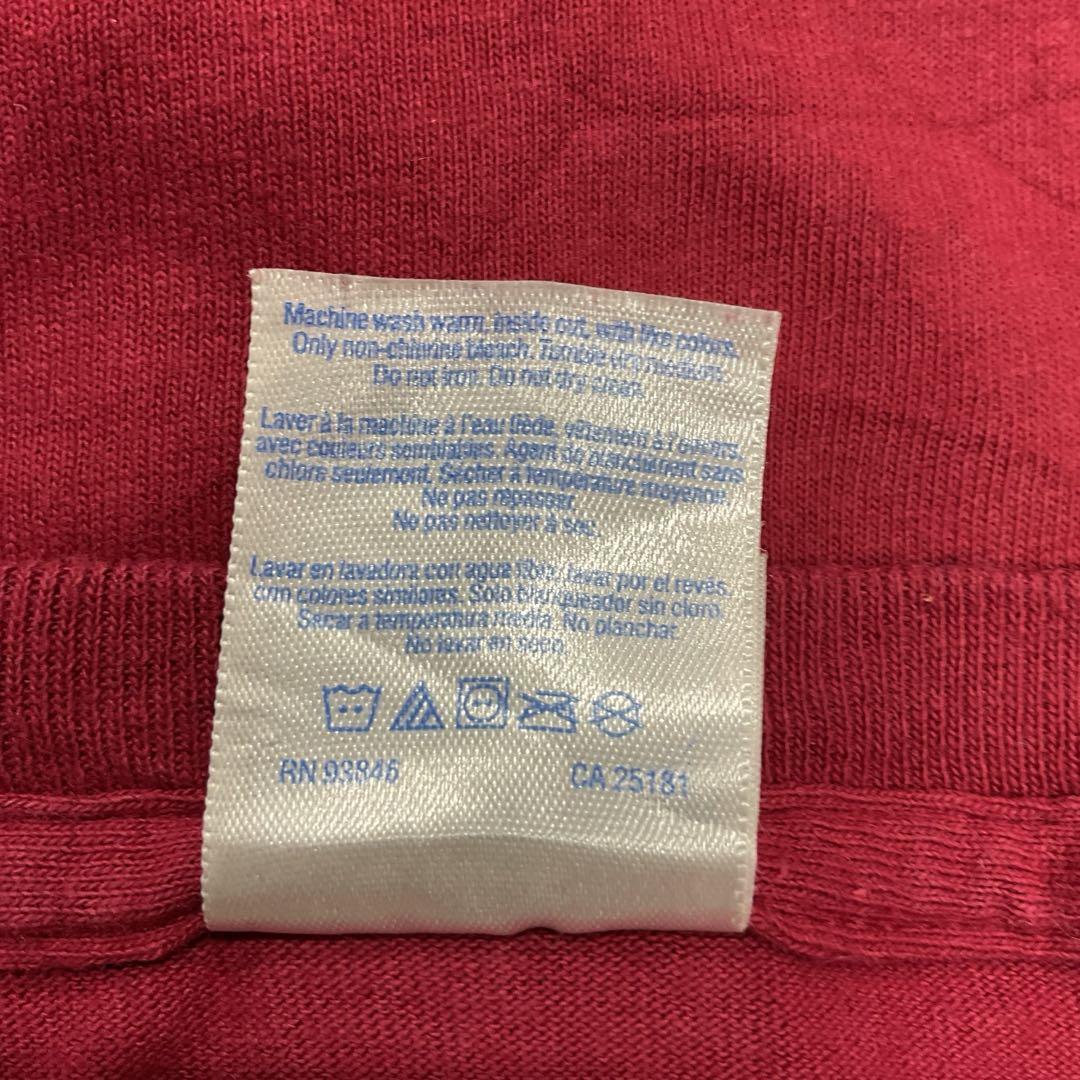 Machine wash warm, inside out, with like colors.
Only non-chlorine bleach. Tumble dry medium.
Do not iron. Do not dry clean.
Laver à la machine à l'eau tiède, vêtement à l'envers,
avec couleurs semblables. Agent de blanchiment sans
chlore seulement. Sécher à température moyenne.
Ne pas repasser.
Ne pas nettoyer à sec.
Lavar en lavadora con agua tibia, lavar por el revés,
con colores similares. Solo blanqueador sin cloro.
Secar a temperatura media. No planchar.
No lavar en seco.
RN 93846 CA 25181